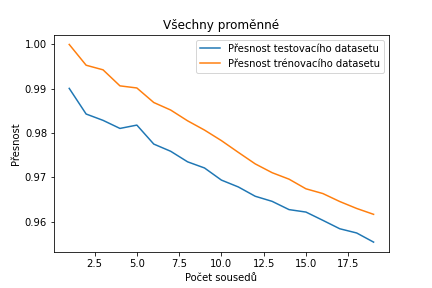 Všechny proměnné
Přesnost testovacího datasetu
Přesnost trénovacího datasetu
Přesnost
1.00
0.99
0.98
0.97
0.96
2.5 5.0 7.5 10.0 12.5 15.0 17.5
Počet sousedů